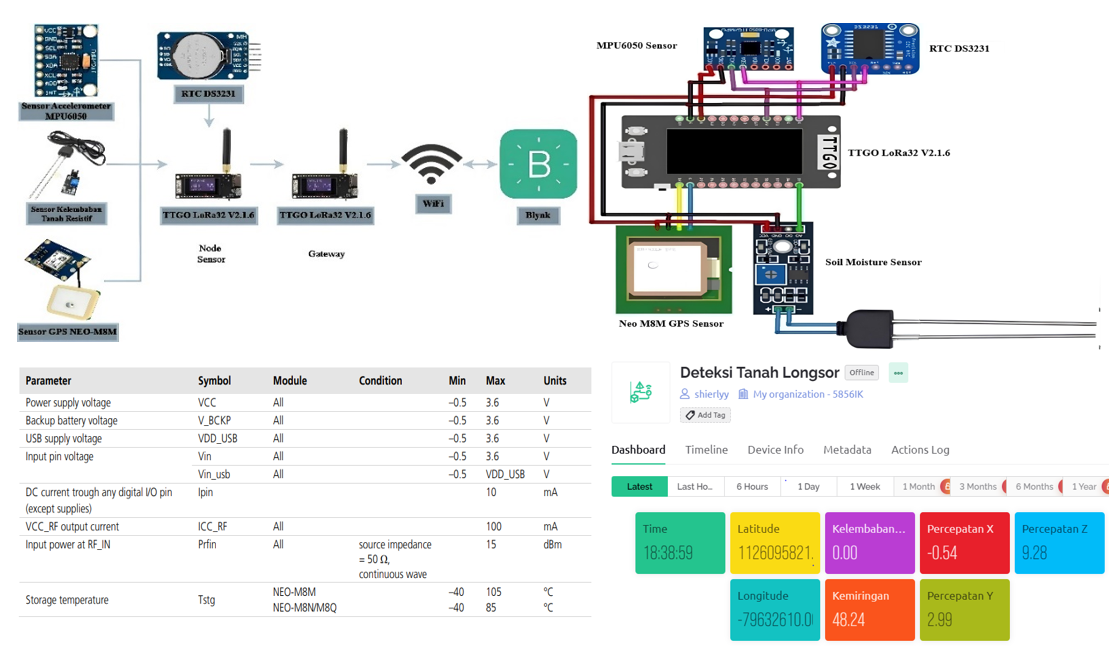 Sensor Accelerometer
MPU6050
RTC DS3231
Sensor Kelembaban
Tanah Resistif
Sensor GPS NEO-M8M
TTGO LoRa32 V2.1.6
Node
Sensor
TTGO LoRa32 V2.1.6
Gateway
WiFi
B
Blynk
VCC
GND
SCL
SDA
XDA
XCL
ADO
INT
MPU6050 Sensor
RTC DS3231
TTGO
TTGO LoRa32 V2.1.6
Soil Moisture Sensor
Neo M8M GPS Sensor
Parameter Symbol Module Condition Min Max Units
Power supply voltage VCC All –0.5 3.6 V
Backup battery voltage V_BCKP All –0.5 3.6 V
USB supply voltage VDD_USB All –0.5 3.6 V
Input pin voltage Vin All –0.5 3.6 V
Vin_usb All –0.5 VDD_USB V
DC current trough any digital I/O pin Ipin 10 mA
(except supplies)
VCC_RF output current ICC_RF All 100 mA
Input power at RF_IN Prfin All source impedance 15 dBm
= 50 Ω,
continuous wave
Storage temperature Tstg NEO-M8M –40 105 °C
NEO-M8N/M8Q –40 85 °C
Deteksi Tanah Longsor Offline
shierlyy My organization - 5856IK
Add Tag
Dashboard Timeline Device Info Metadata Actions Log
Latest Last Ho... 6 Hours 1 Day 1 Week 1 Month 3 Months 6 Months 1 Year
Time Latitude Kelembaban... Percepatan X Percepatan Z
18:38:59 1126095821. 0.00 -0.54 9.28
Longitude Kemiringan Percepatan Y
-79632610.0 48.24 2.99